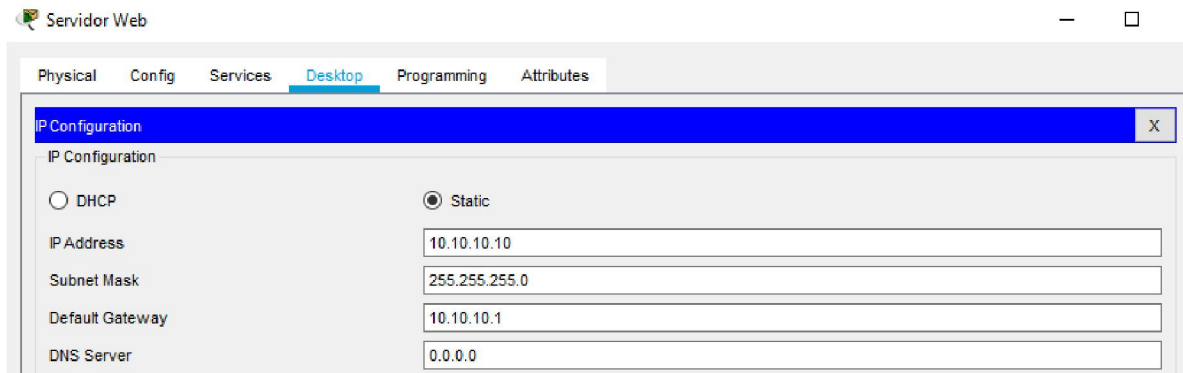 Servidor Web
Physical Config Services Desktop Programming Attributes
IP Configuration X
IP Configuration
DHCP Static
IP Address 10.10.10.10
Subnet Mask 255.255.255.0
Default Gateway 10.10.10.1
DNS Server 0.0.0.0